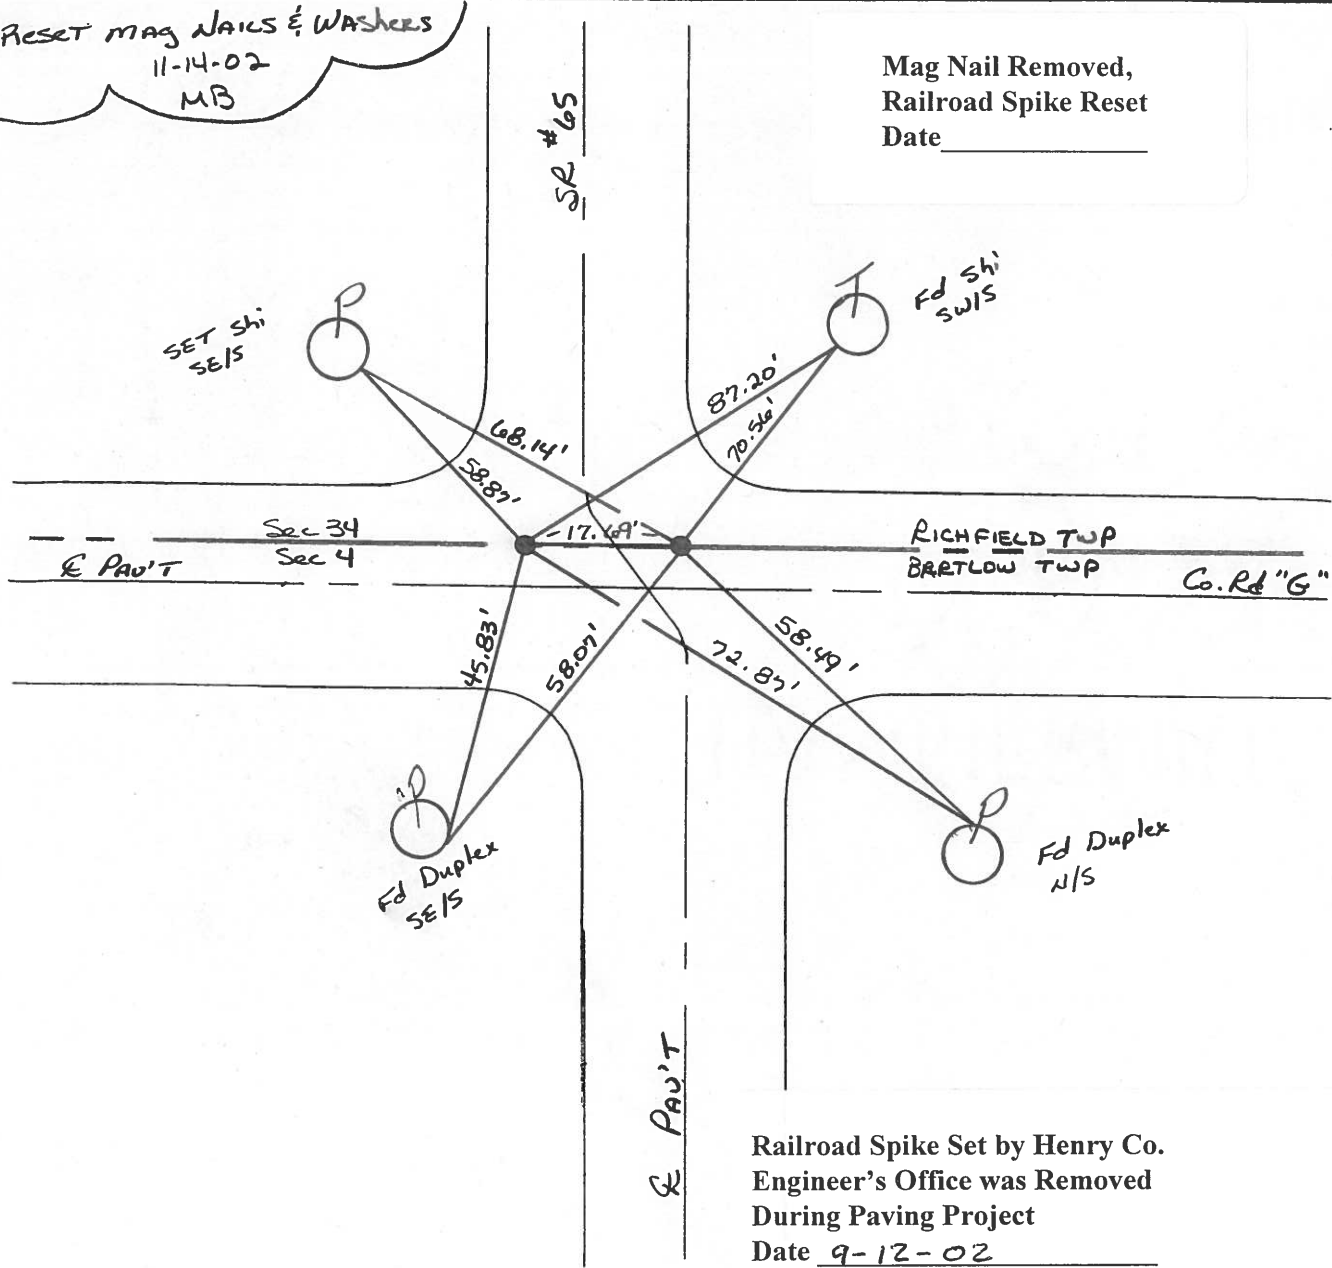 Reset Mag Nails & Washers
11-14-02
MB
Mag Nail Removed,
Railroad Spike Reset
Date
SR #65
P
SET Shi
SE/S
T
Fd Shi
SW/S
87.20'
70.56'
68.14'
58.87'
17.69'
Sec 34
Sec 4
RICHFIELD TWP
BARTLOW TWP
℄ PAV'T
Co. Rd "G"
45.83'
58.07'
58.49'
72.87'
P
Fd Duplex
SE/S
P
Fd Duplex
N/S
℄ PAV'T
Railroad Spike Set by Henry Co.
Engineer's Office was Removed
During Paving Project
Date 9-12-02